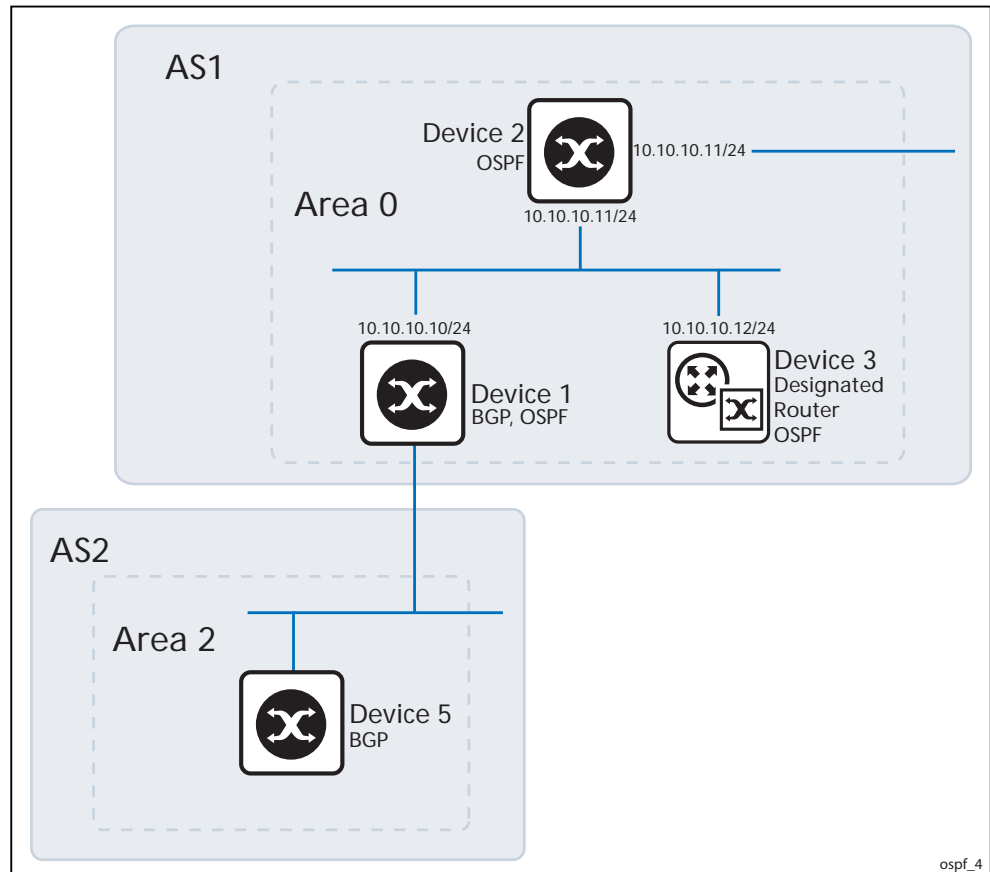 AS1
Device 2
OSPF
10.10.10.11/24
Area 0
10.10.10.11/24
10.10.10.10/24
10.10.10.12/24
Device 1
BGP, OSPF
Device 3
Designated
Router
OSPF
AS2
Area 2
Device 5
BGP
ospf_4